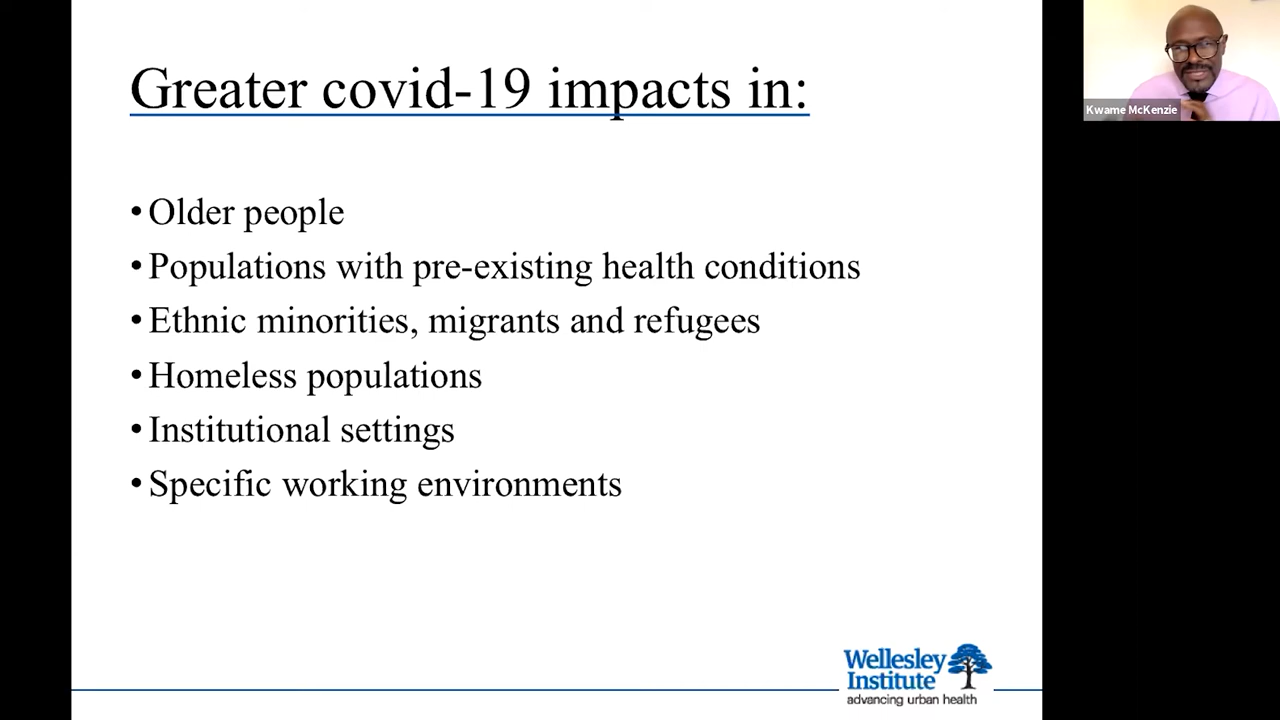 Greater covid-19 impacts in:
• Older people
• Populations with pre-existing health conditions
• Ethnic minorities, migrants and refugees
• Homeless populations
• Institutional settings
• Specific working environments
Wellesley
Institute
advancing urban health
Kwame McKenzie